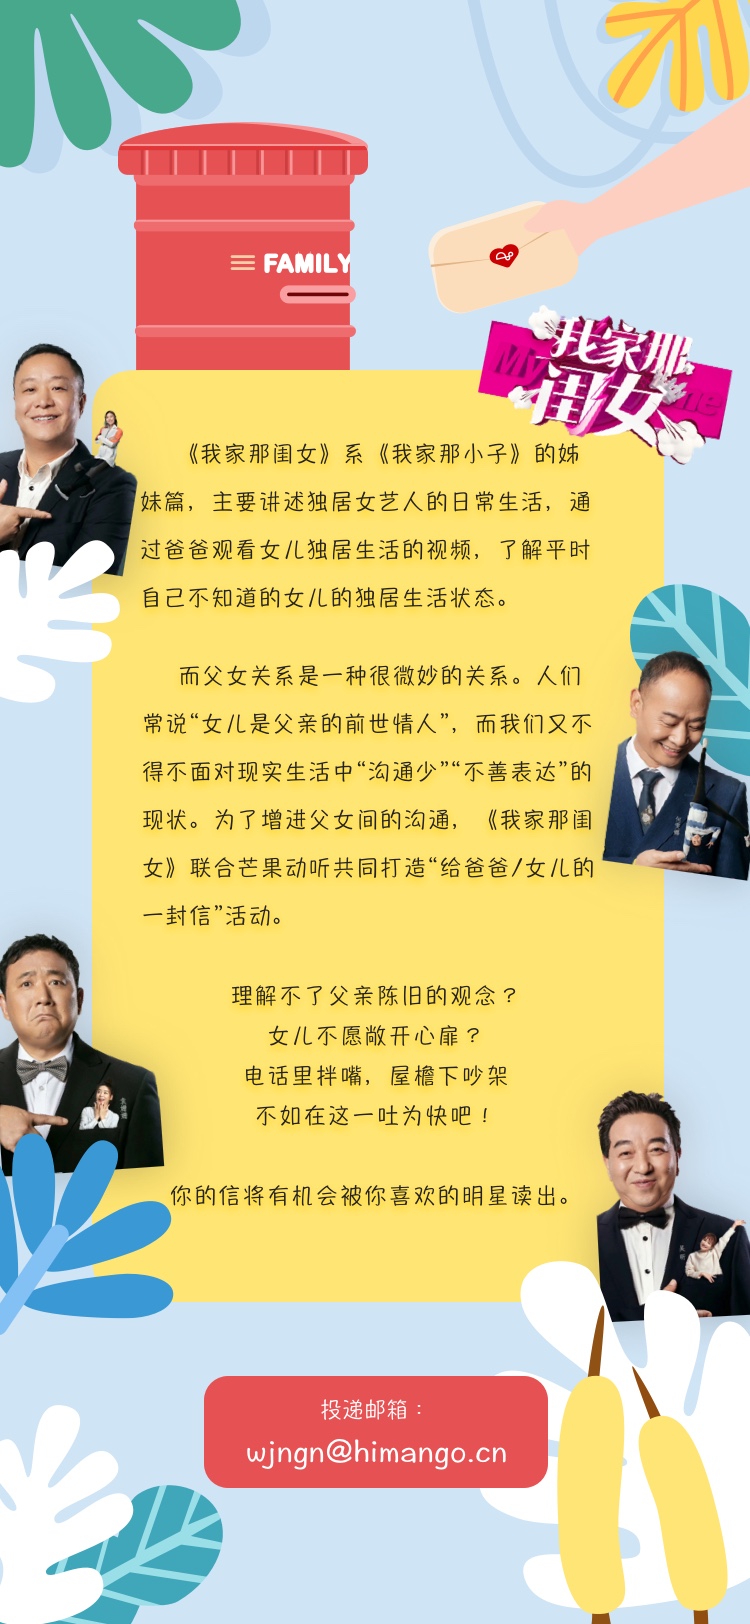 FAMILY
我家那闺女
《我家那闺女》系《我家那小子》的姊
妹篇，主要讲述独居女艺人的日常生活，通
过爸爸观看女儿独居生活的视频，了解平时
自己不知道的女儿的独居生活状态。
而父女关系是一种很微妙的关系。人们
常说“女儿是父亲的前世情人”，而我们又不
得不面对现实生活中“沟通少”“不善表达”的
现状。为了增进父女间的沟通，《我家那闺
女》联合芒果动听共同打造“给爸爸/女儿的
一封信”活动。
理解不了父亲陈旧的观念？
女儿不愿敞开心扉？
电话里拌嘴，屋檐下吵架
不如在这一吐为快吧！
你的信将有机会被你喜欢的明星读出。
吴昕
投递邮箱：
wjngn@himango.cn